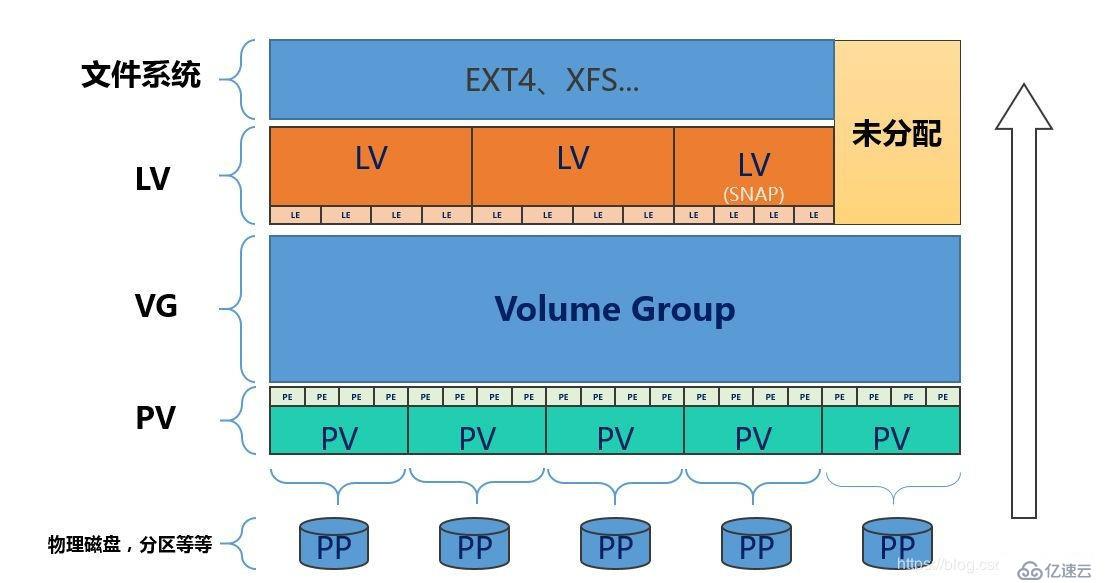 文件系统
EXT4、XFS...
未分配
LV
LV
LV
LV
(SNAP)
LE LE LE LE LE LE LE LE LE LE LE LE
VG
Volume Group
PE PE PE PE PE PE PE PE PE PE PE PE PE PE PE PE PE PE PE PE
PV
PV PV PV PV PV
物理磁盘，分区等等
PP PP PP PP PP
https://blog.csr
亿速云